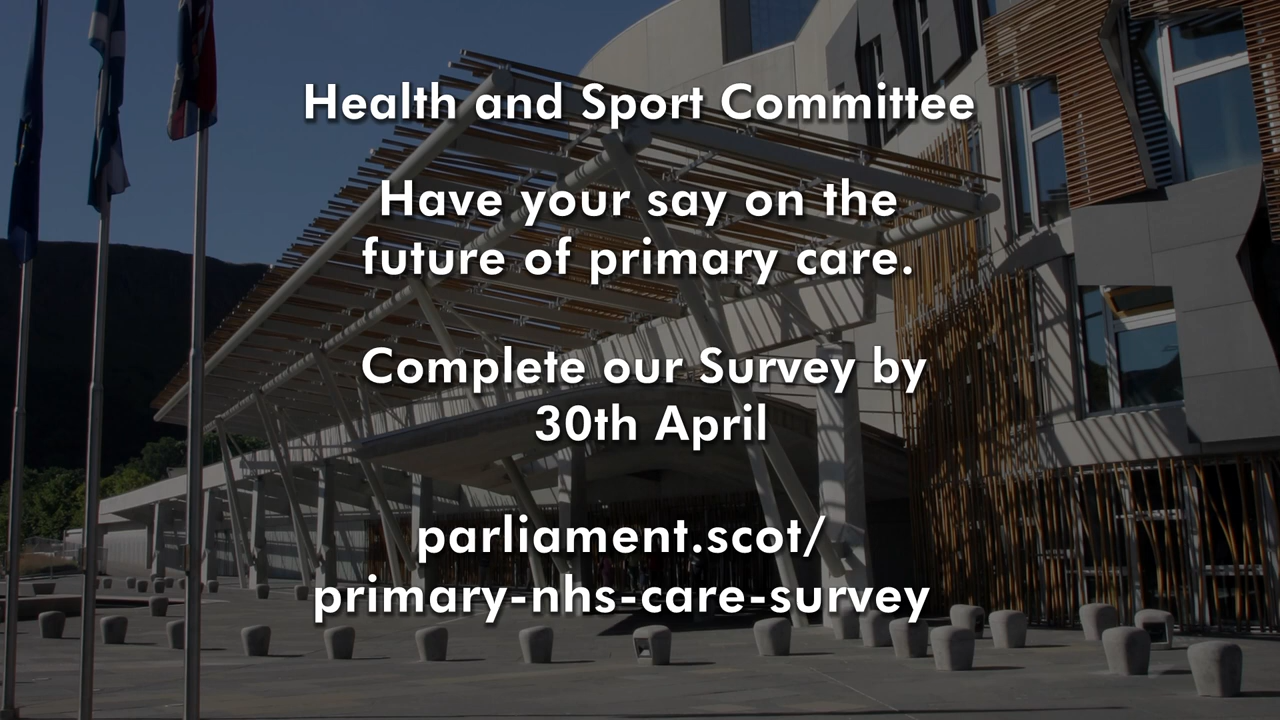 Health and Sport Committee
Have your say on the
future of primary care.
Complete our Survey by
30th April
parliament.scot/
primary-nhs-care-survey